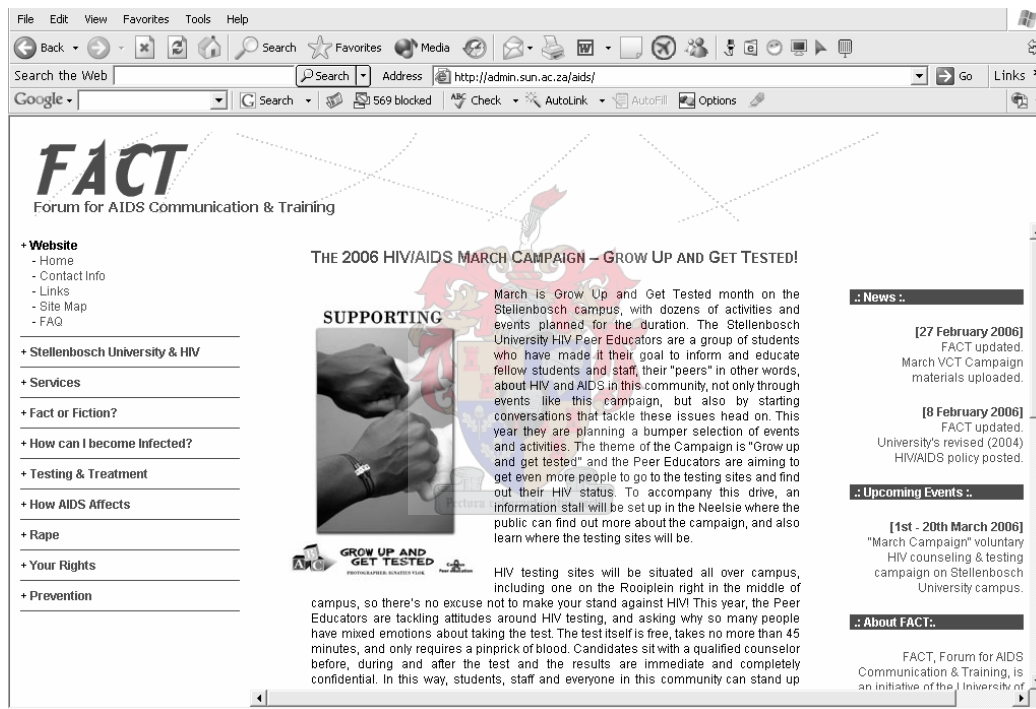 File Edit View Favorites Tools Help
Back Search Favorites Media
Search the Web Search Address http://admin.sun.ac.za/aids/ Go Links
Google Search 569 blocked Check AutoLink AutoFill Options
FACT
Forum for AIDS Communication & Training
+ Website
- Home
- Contact Info
- Links
- Site Map
- FAQ
+ Stellenbosch University & HIV
+ Services
+ Fact or Fiction?
+ How can I become Infected?
+ Testing & Treatment
+ How AIDS Affects
+ Rape
+ Your Rights
+ Prevention
THE 2006 HIV/AIDS MARCH CAMPAIGN – GROW UP AND GET TESTED!
SUPPORTING
GROW UP AND
GET TESTED
PHOTOGRAPHER: IGNATIUS VLOK
March is Grow Up and Get Tested month on the
Stellenbosch campus, with dozens of activities and
events planned for the duration. The Stellenbosch
University HIV Peer Educators are a group of students
who have made it their goal to inform and educate
fellow students and staff, their "peers" in other words,
about HIV and AIDS in this community, not only through
events like this campaign, but also by starting
conversations that tackle these issues head on. This
year they are planning a bumper selection of events
and activities. The theme of the Campaign is "Grow up
and get tested" and the Peer Educators are aiming to
get even more people to go to the testing sites and find
out their HIV status. To accompany this drive, an
information stall will be set up in the Neelsie where the
public can find out more about the campaign, and also
learn where the testing sites will be.
HIV testing sites will be situated all over campus,
including one on the Rooiplein right in the middle of
campus, so there's no excuse not to make your stand against HIV! This year, the Peer
Educators are tackling attitudes around HIV testing, and asking why so many people
have mixed emotions about taking the test. The test itself is free, takes no more than 45
minutes, and only requires a pinprick of blood. Candidates sit with a qualified counselor
before, during and after the test and the results are immediate and completely
confidential. In this way, students, staff and everyone in this community can stand up
.: News :.
[27 February 2006]
FACT updated.
March VCT Campaign
materials uploaded.
[8 February 2006]
FACT updated.
University's revised (2004)
HIV/AIDS policy posted.
.: Upcoming Events :.
[1st - 20th March 2006]
"March Campaign" voluntary
HIV counseling & testing
campaign on Stellenbosch
University campus.
.: About FACT:.
FACT, Forum for AIDS
Communication & Training, is
an initiative of the University of